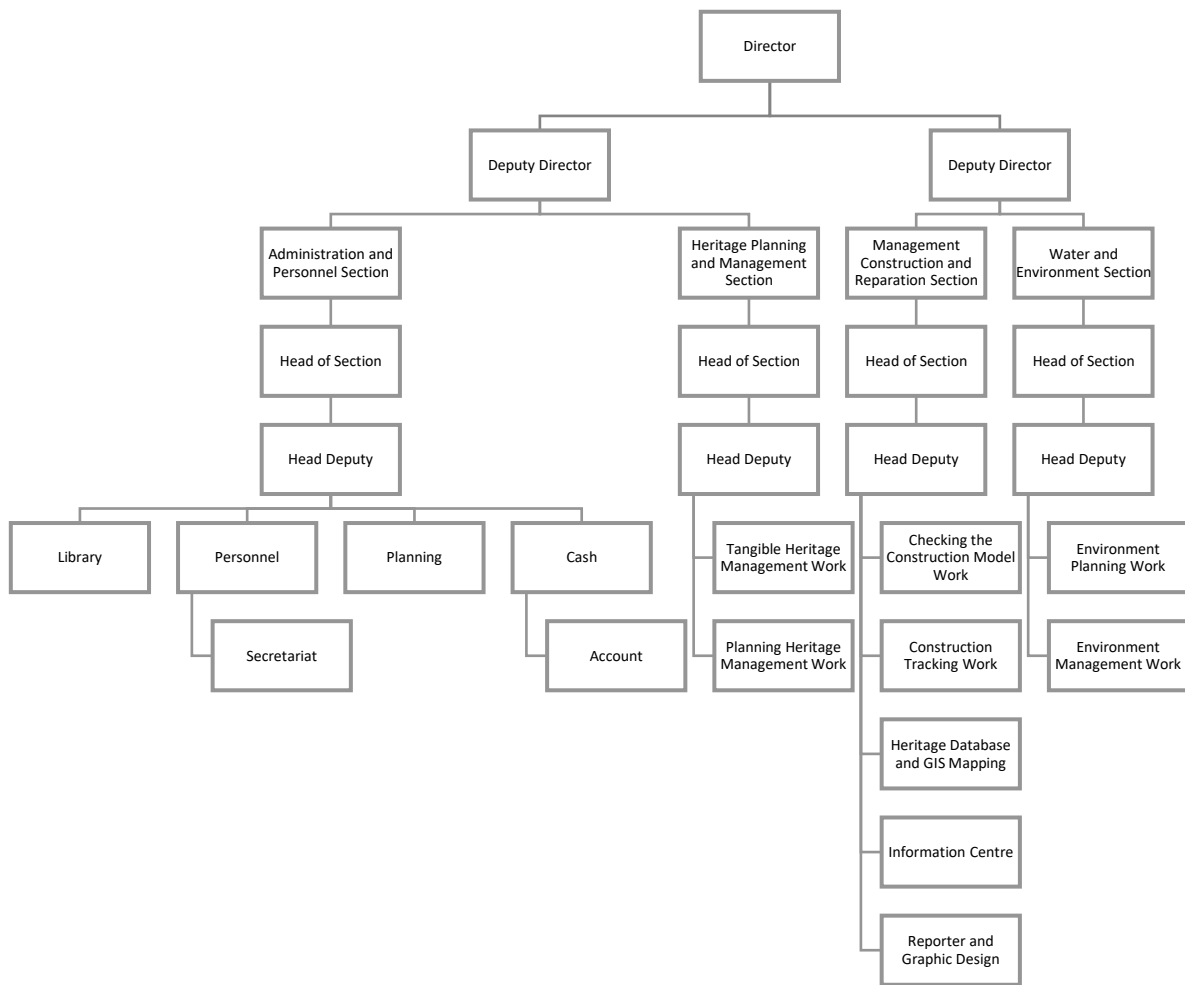 Director
Deputy Director
Deputy Director
Administration and
Personnel Section
Heritage Planning
and Management
Section
Management
Construction and
Reparation Section
Water and
Environment Section
Head of Section
Head of Section
Head of Section
Head of Section
Head Deputy
Head Deputy
Head Deputy
Head Deputy
Library
Personnel
Planning
Cash
Tangible Heritage
Management Work
Checking the
Construction Model
Work
Environment
Planning Work
Secretariat
Account
Planning Heritage
Management Work
Construction
Tracking Work
Environment
Management Work
Heritage Database
and GIS Mapping
Information Centre
Reporter and
Graphic Design